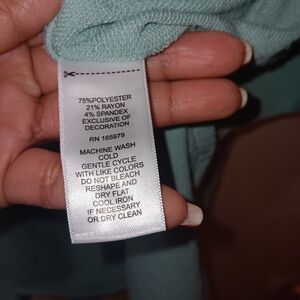 75%POLYESTER
21% RAYON
4% SPANDEX
EXCLUSIVE OF
DECORATION
RN 165979
MACHINE WASH
COLD
GENTLE CYCLE
WITH LIKE COLORS
DO NOT BLEACH
RESHAPE AND
DRY FLAT
COOL IRON
IF NECESSARY
OR DRY CLEAN